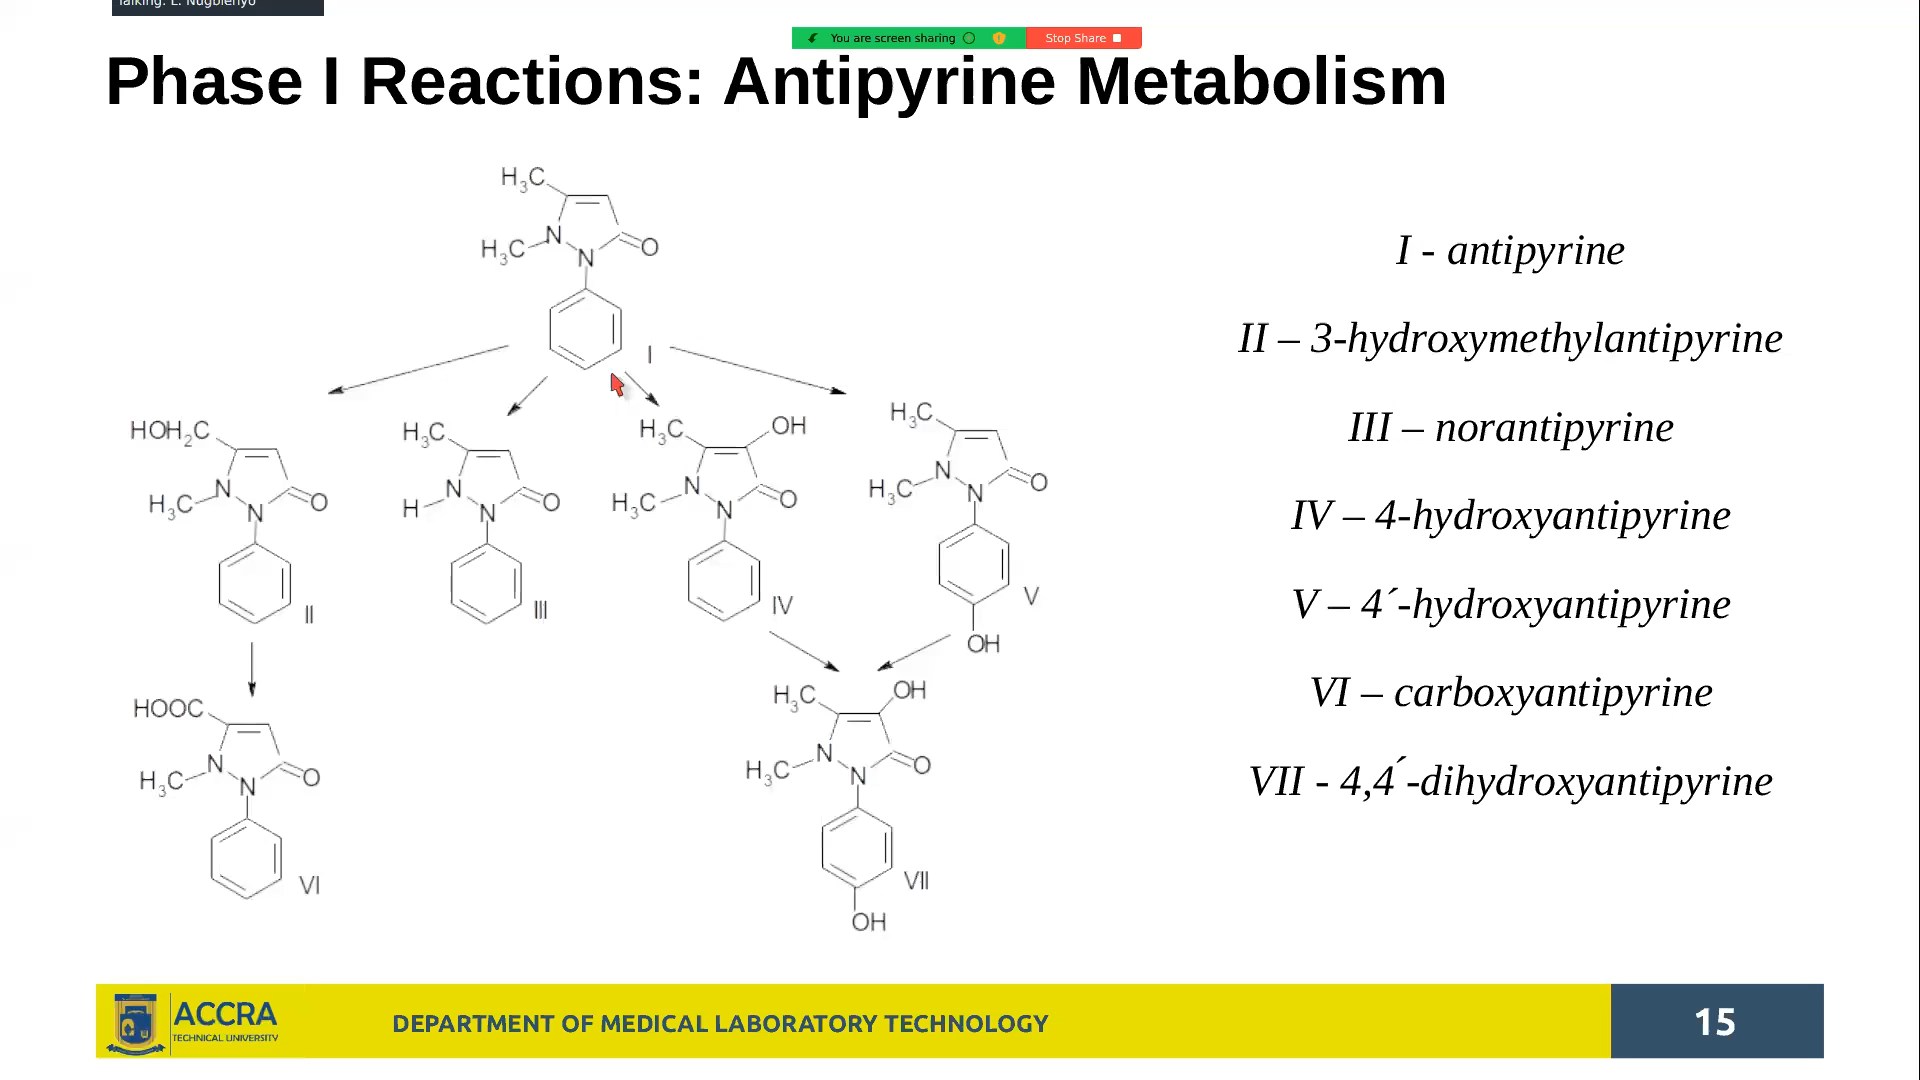 Talking: E. Nugbienyo
You are screen sharing
Stop Share
Phase I Reactions: Antipyrine Metabolism
H3C
H3C
N
N
O
I
HOH2C
H3C
N
N
O
II
H3C
H
N
N
O
III
H3C
OH
H3C
N
N
O
IV
H3C
H3C
N
N
O
V
OH
HOOC
H3C
N
N
O
VI
H3C
OH
H3C
N
N
O
VII
OH
I - antipyrine
II – 3-hydroxymethylantipyrine
III – norantipyrine
IV – 4-hydroxyantipyrine
V – 4´-hydroxyantipyrine
VI – carboxyantipyrine
VII - 4,4´-dihydroxyantipyrine
ACCRA
TECHNICAL UNIVERSITY
DEPARTMENT OF MEDICAL LABORATORY TECHNOLOGY
15